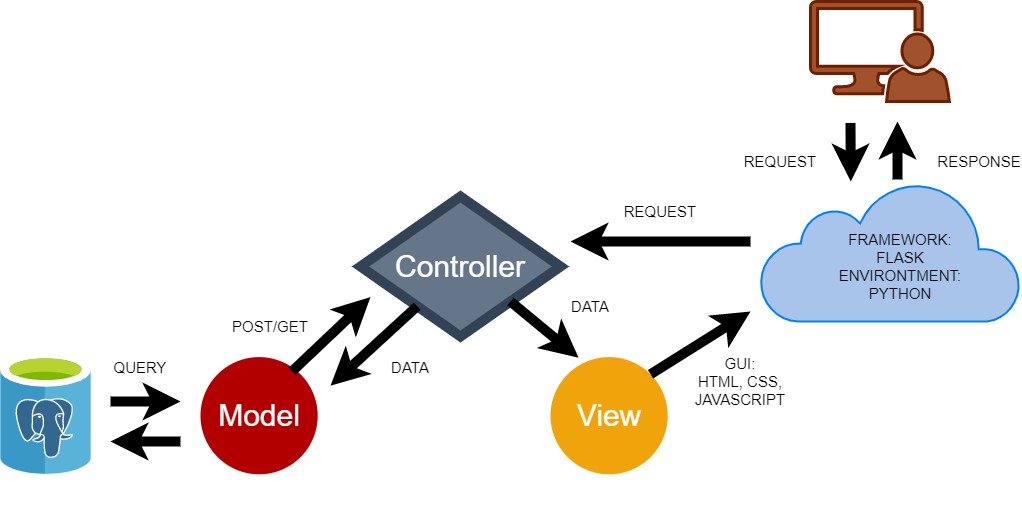 REQUEST
RESPONSE
REQUEST
FRAMEWORK:
FLASK
ENVIRONTMENT:
PYTHON
Controller
POST/GET
DATA
DATA
QUERY
Model
View
GUI:
HTML, CSS,
JAVASCRIPT